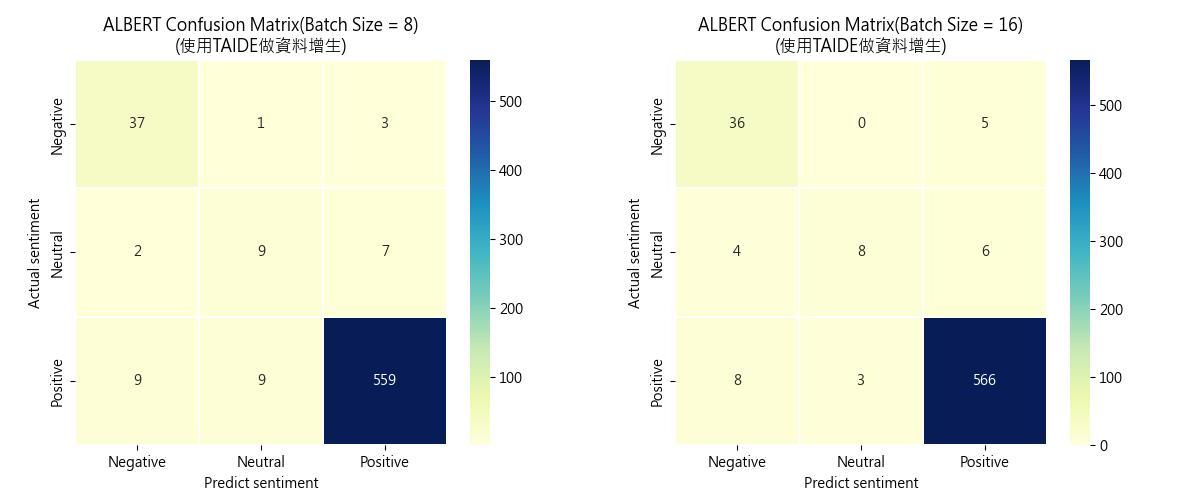 ALBERT Confusion Matrix(Batch Size = 8)
(使用TAIDE做資料增生)
Actual sentiment
Negative
Neutral
Positive
37 1 3
2 9 7
9 9 559
Negative Neutral Positive
Predict sentiment
500
400
300
200
100
ALBERT Confusion Matrix(Batch Size = 16)
(使用TAIDE做資料增生)
Actual sentiment
Negative
Neutral
Positive
36 0 5
4 8 6
8 3 566
Negative Neutral Positive
Predict sentiment
500
400
300
200
100
0